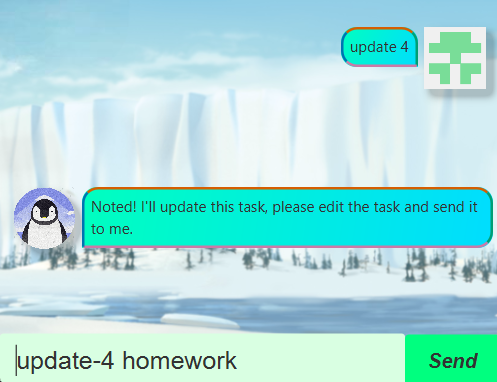 update 4
Noted! I'll update this task, please edit the task and send it
to me.
update-4 homework
Send